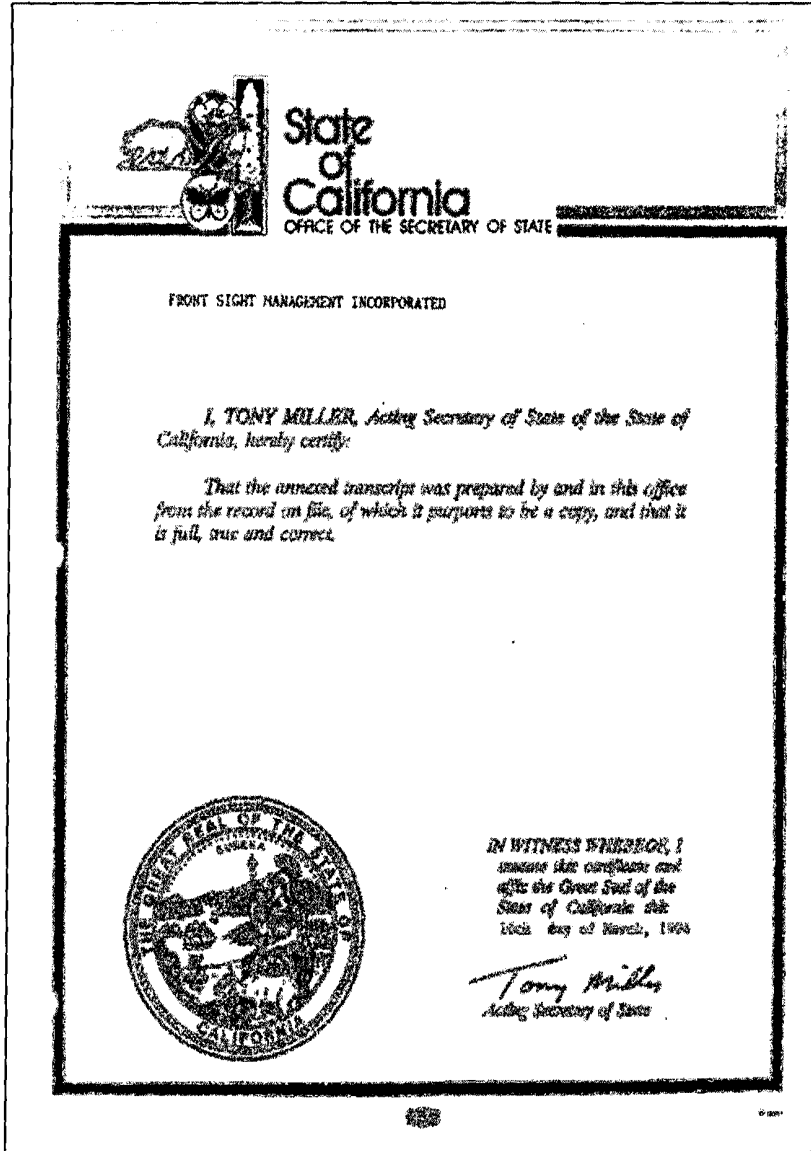 State
of
California
OFFICE OF THE SECRETARY OF STATE
FRONT SIGHT MANAGEMENT INCORPORATED
I, TONY MILLER, Acting Secretary of State of the State of
California, hereby certify:
That the annexed transcript was prepared by and in this office
from the record on file, of which it purports to be a copy, and that it
is full, true and correct.
THE GREAT SEAL OF THE STATE OF
EUREKA
CALIFORNIA
IN WITNESS WHEREOF, I
execute this certificate and
affix the Great Seal of the
State of California this
day of March,
Tony Miller
Acting Secretary of State